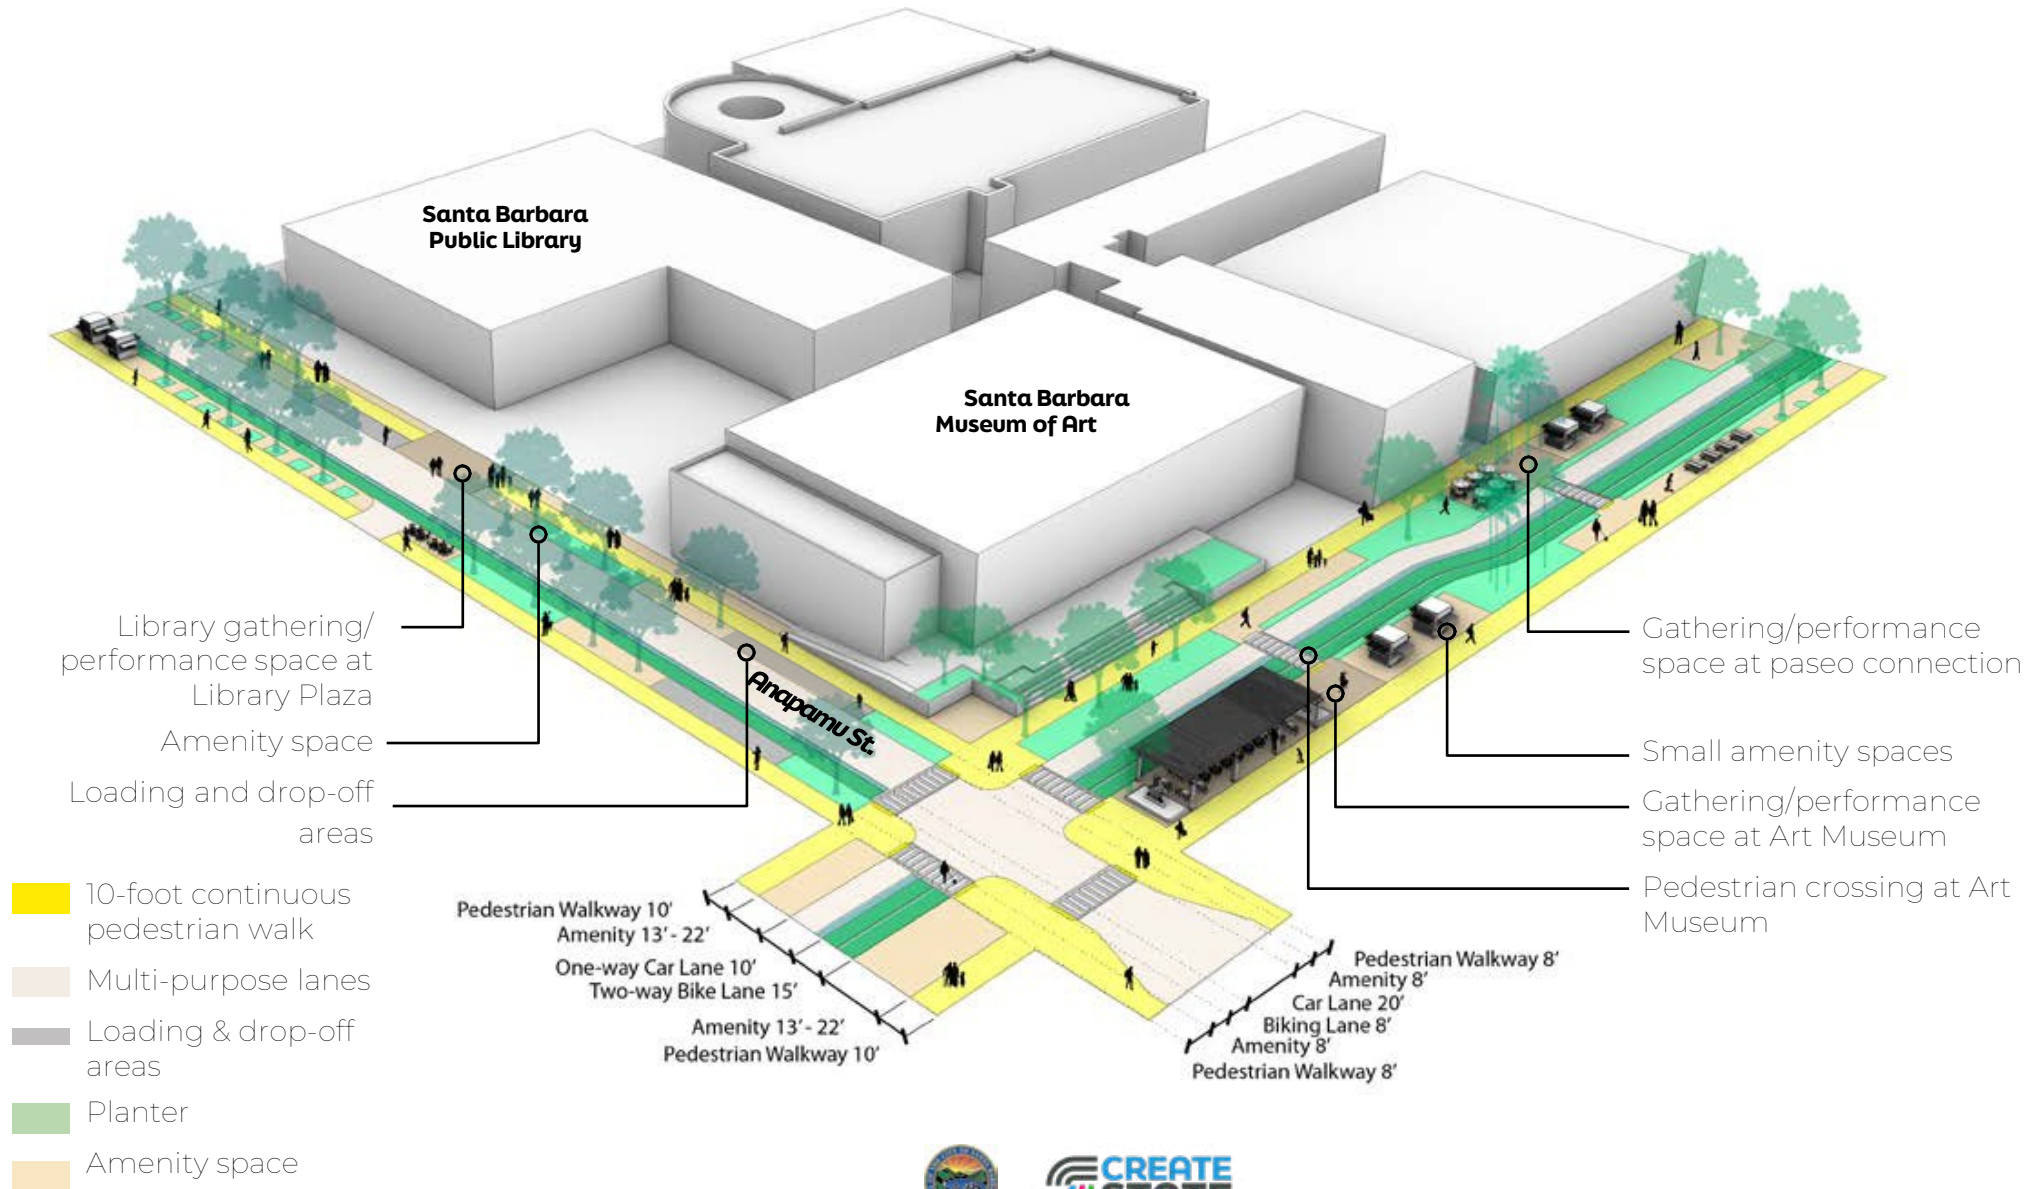 Santa Barbara
Public Library
Santa Barbara
Museum of Art
Anapamu St.
Library gathering/
performance space at
Library Plaza
Amenity space
Loading and drop-off
areas
Gathering/performance
space at paseo connection
Small amenity spaces
Gathering/performance
space at Art Museum
Pedestrian crossing at Art
Museum
10-foot continuous
pedestrian walk
Multi-purpose lanes
Loading & drop-off
areas
Planter
Amenity space
Pedestrian Walkway 10'
Amenity 13' - 22'
One-way Car Lane 10'
Two-way Bike Lane 15'
Amenity 13' - 22'
Pedestrian Walkway 10'
Pedestrian Walkway 8'
Amenity 8'
Car Lane 20'
Biking Lane 8'
Amenity 8'
Pedestrian Walkway 8'
CREATE
STATE